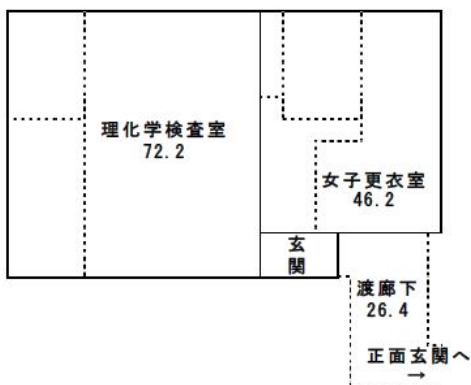 理化学検査室
72.2
女子更衣室
46.2
玄
関
渡廊下
26.4
正面玄関へ
→